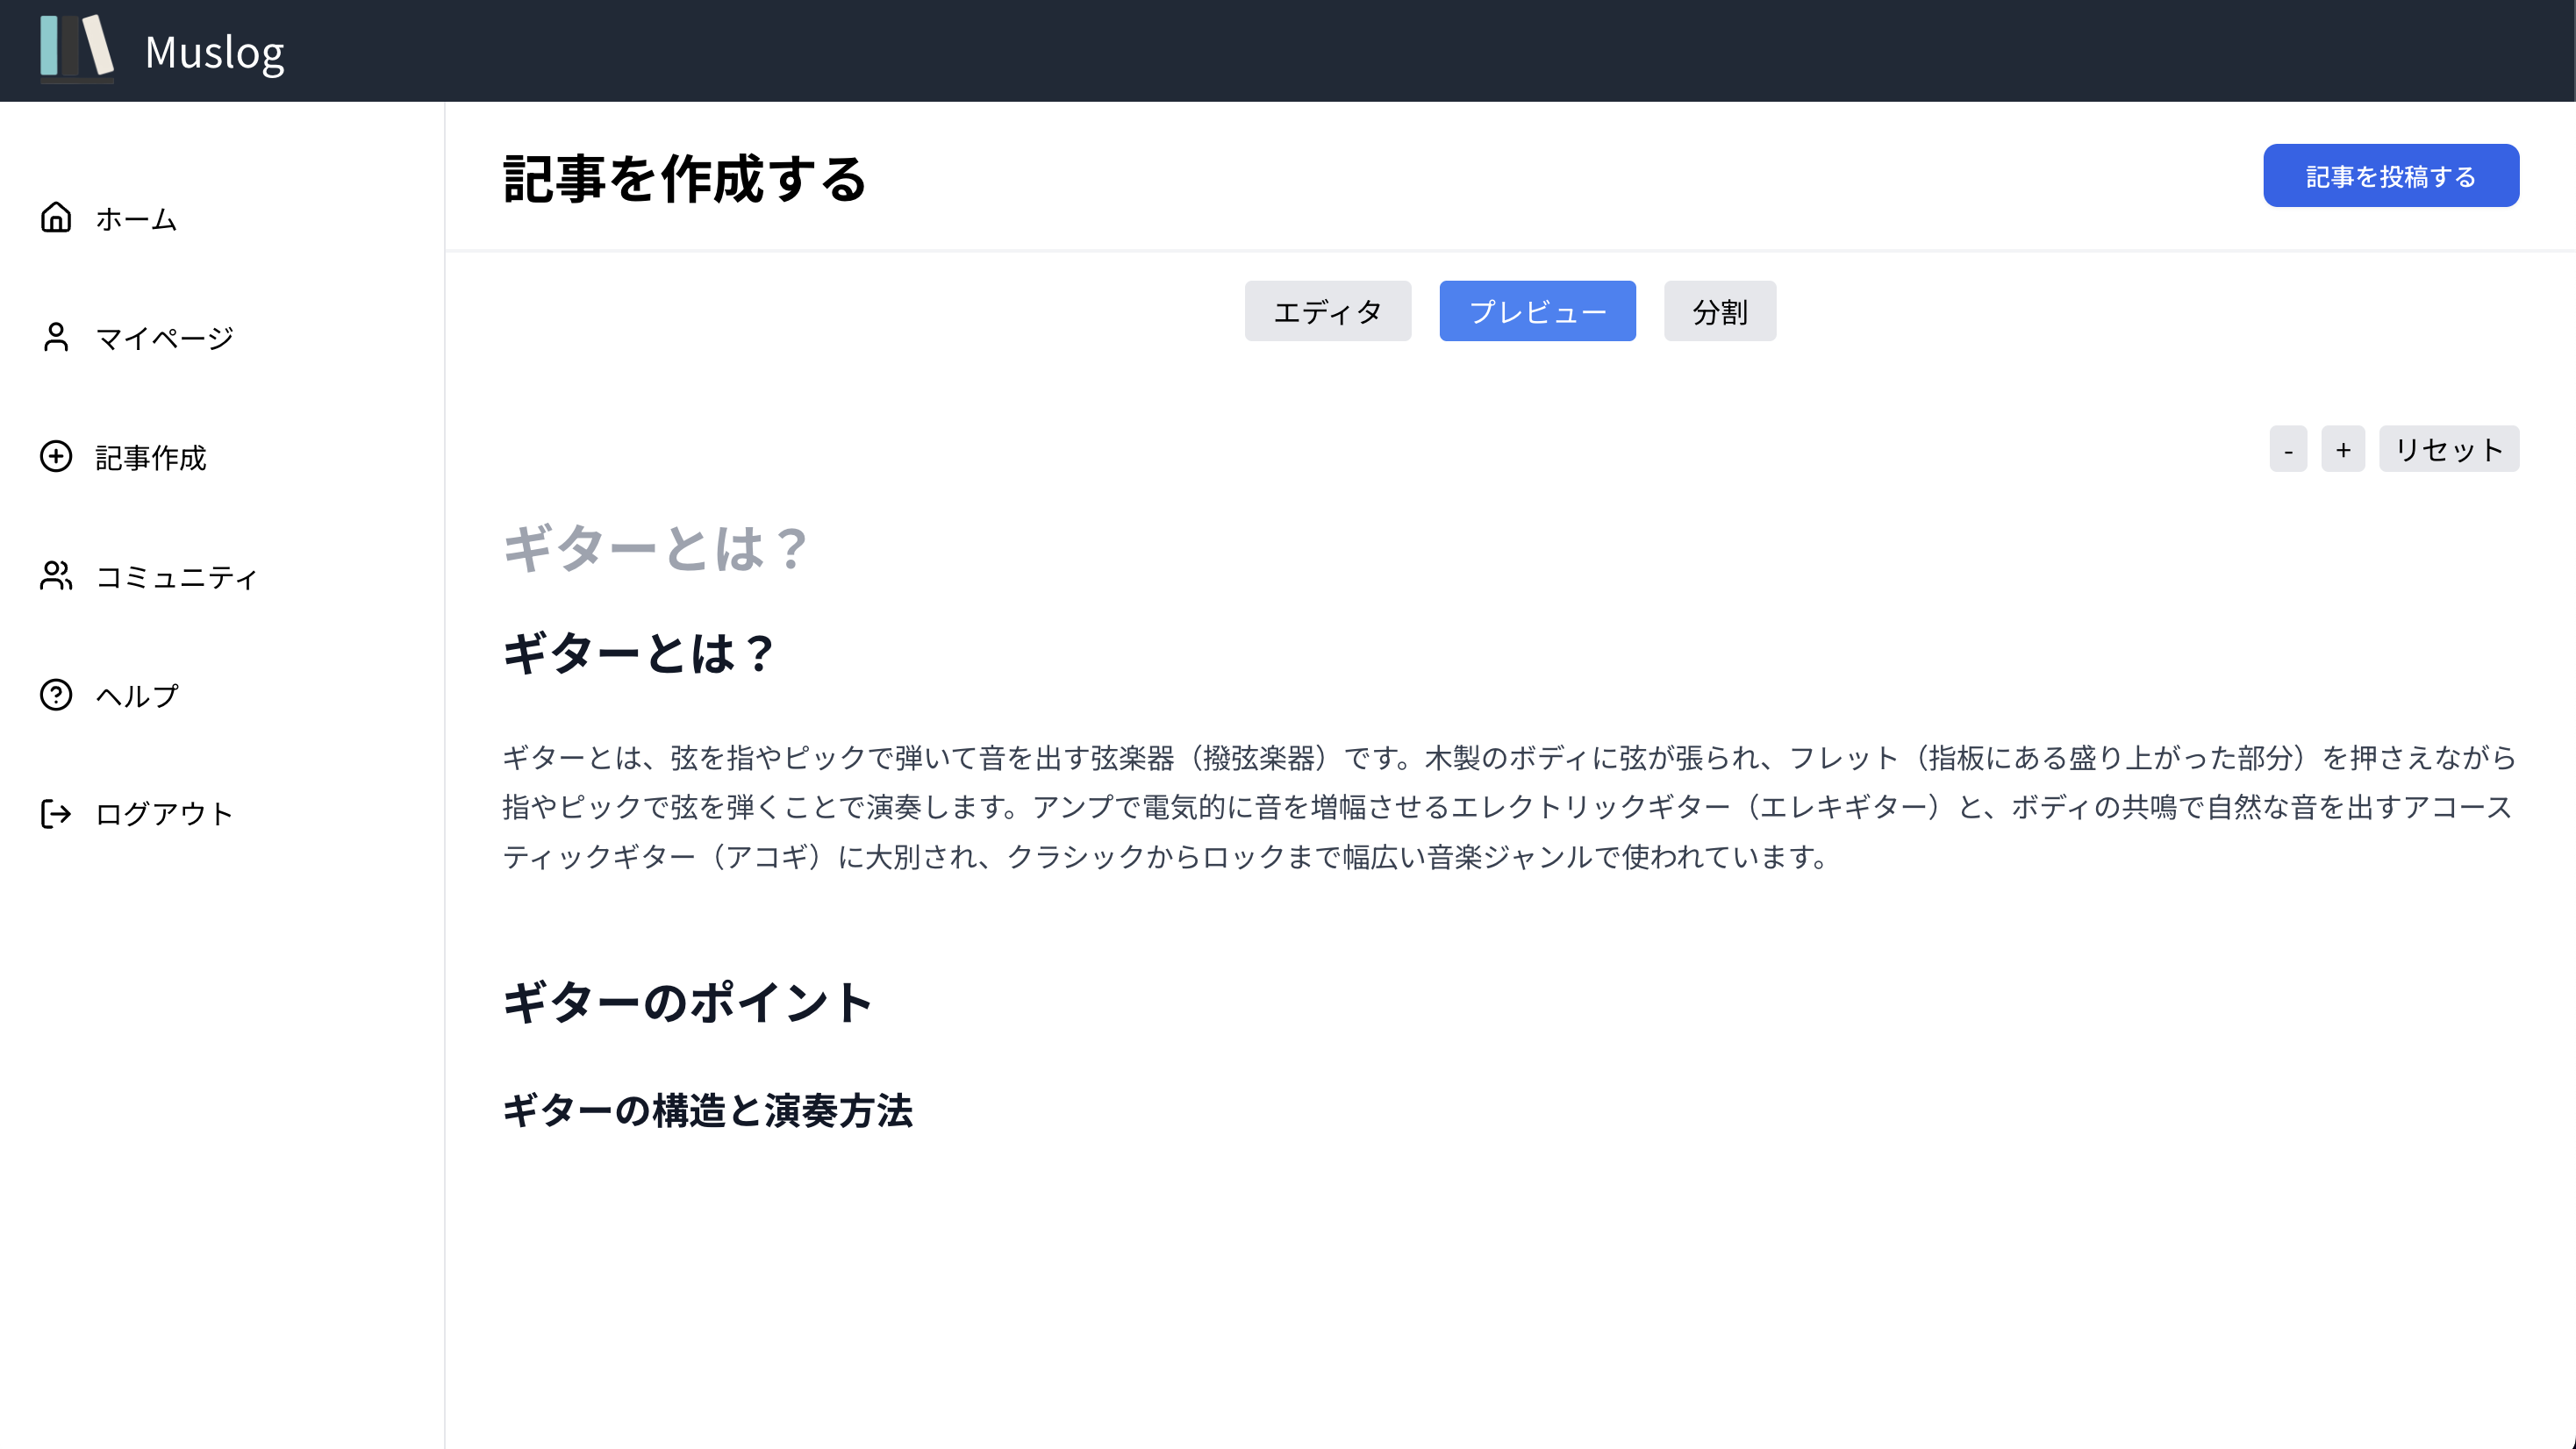 Muslog
ホーム
マイページ
記事作成
コミュニティ
ヘルプ
ログアウト
記事を作成する
記事を投稿する
エディタ
プレビュー
分割
-
+
リセット
ギターとは？
ギターとは？
ギターとは、弦を指やピックで弾いて音を出す弦楽器（撥弦楽器）です。木製のボディに弦が張られ、フレット（指板にある盛り上がった部分）を押さえながら
指やピックで弦を弾くことで演奏します。アンプで電気的に音を増幅させるエレクトリックギター（エレキギター）と、ボディの共鳴で自然な音を出すアコース
ティックギター（アコギ）に大別され、クラシックからロックまで幅広い音楽ジャンルで使われています。
ギターのポイント
ギターの構造と演奏方法